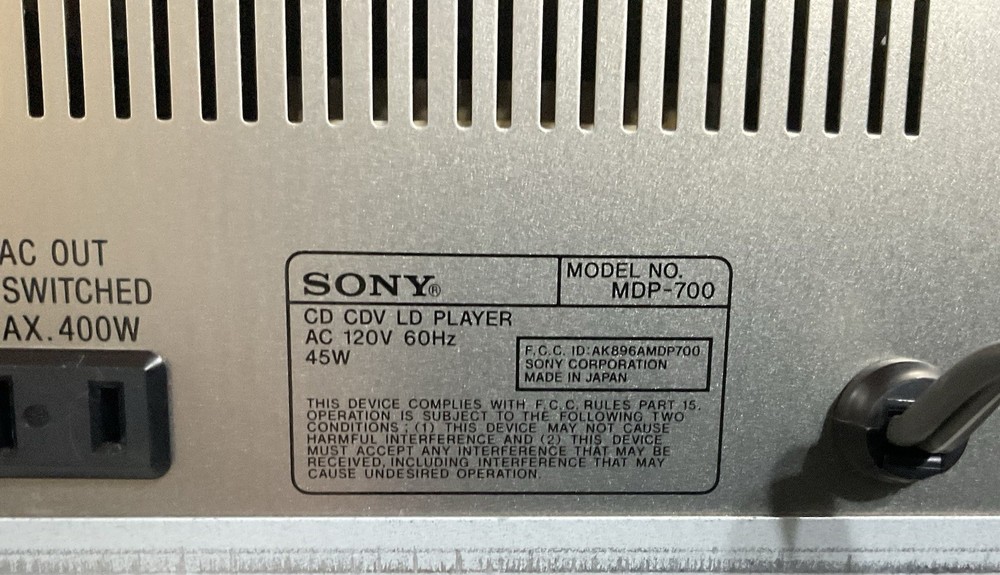 AC OUT
SWITCHED
AX. 400W
SONY®
MODEL NO.
MDP-700
CD CDV LD PLAYER
AC 120V 60Hz
45W
F.C.C. ID:AK896AMDP700
SONY CORPORATION
MADE IN JAPAN
THIS DEVICE COMPLIES WITH F.C.C. RULES PART 15.
OPERATION IS SUBJECT TO THE FOLLOWING TWO
CONDITIONS : (1) THIS DEVICE MAY NOT CAUSE
HARMFUL INTERFERENCE AND (2) THIS DEVICE
MUST ACCEPT ANY INTERFERENCE THAT MAY BE
RECEIVED, INCLUDING INTERFERENCE THAT MAY
CAUSE UNDESIRED OPERATION.